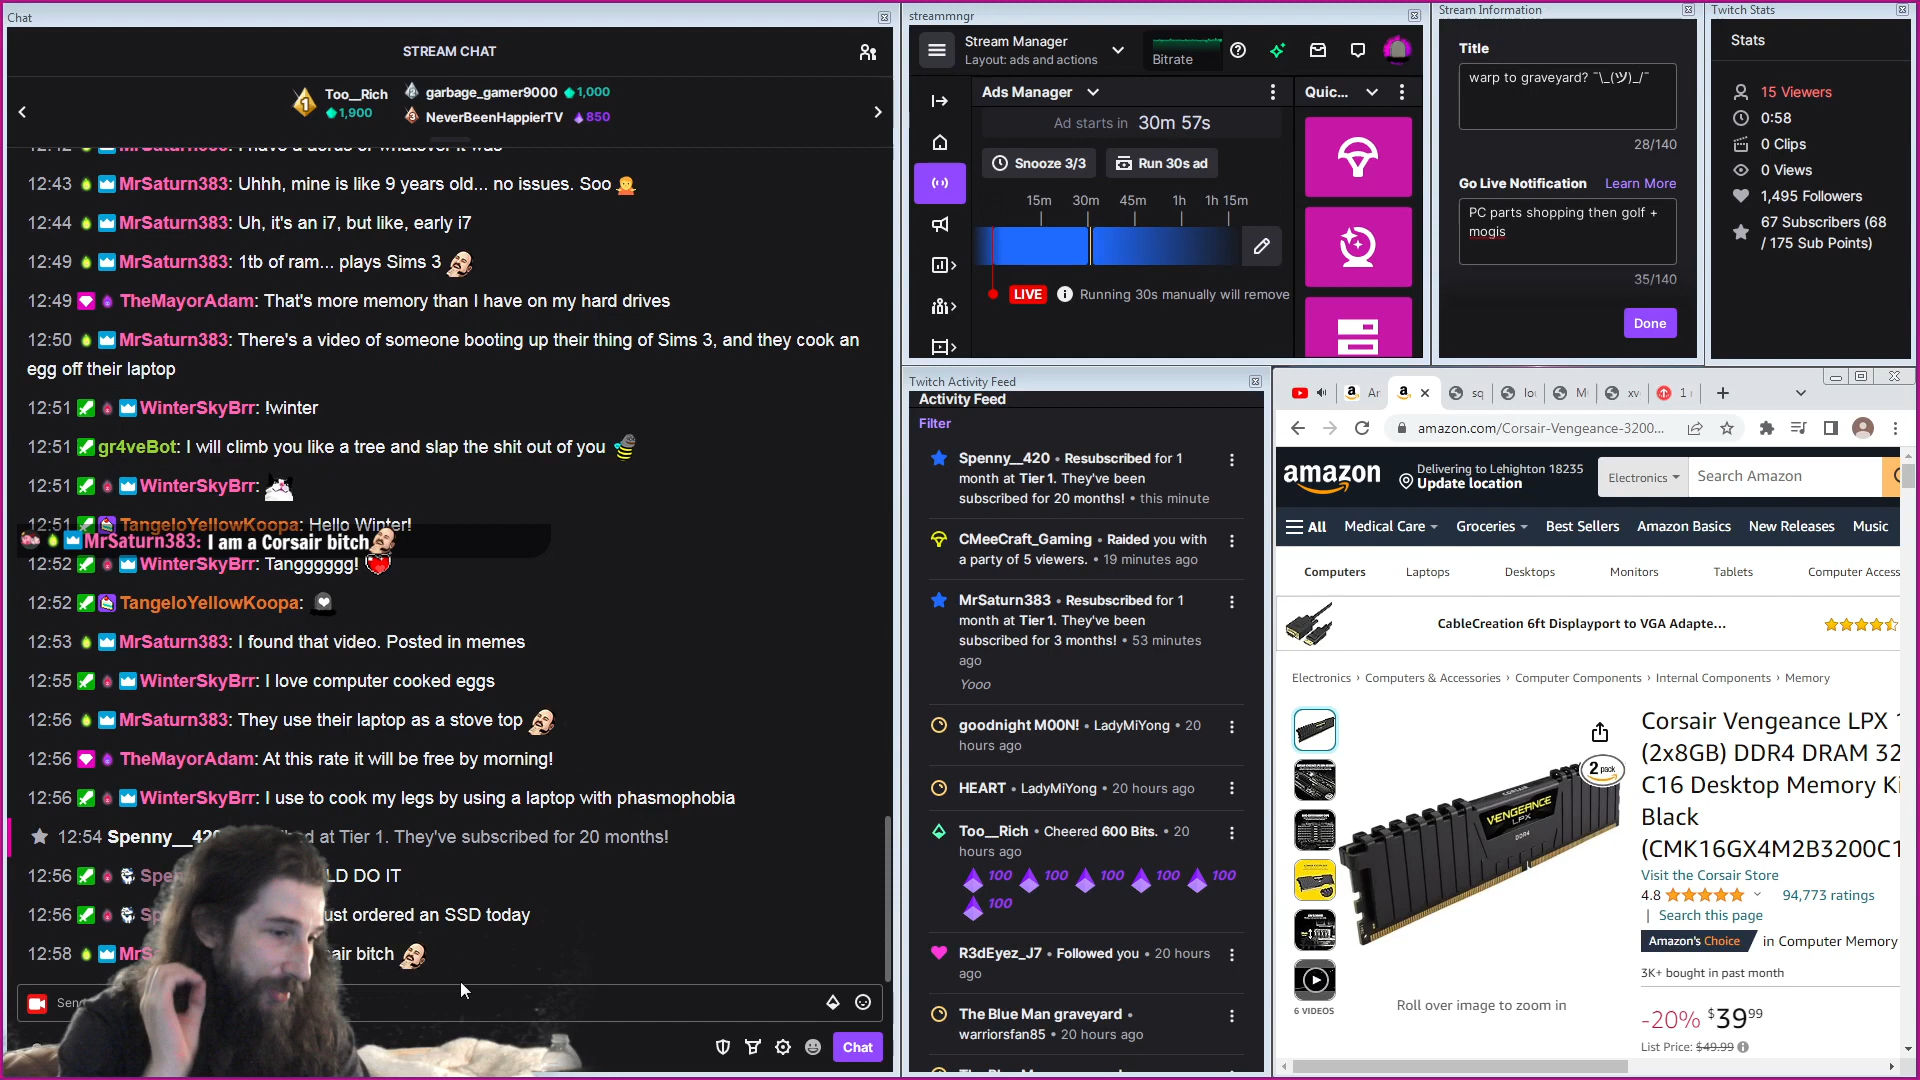 Chat
STREAM CHAT
Too__Rich
1,900
garbage_gamer9000 1,000
NeverBeenHappierTV 850
12:43 MrSaturn383: Uhhh, mine is like 9 years old... no issues. Soo
12:44 MrSaturn383: Uh, it's an i7, but like, early i7
12:49 MrSaturn383: 1tb of ram... plays Sims 3
12:49 TheMayorAdam: That's more memory than I have on my hard drives
12:50 MrSaturn383: There's a video of someone booting up their thing of Sims 3, and they cook an
egg off their laptop
12:51 WinterSkyBrr: !winter
12:51 gr4veBot: I will climb you like a tree and slap the shit out of you
12:51 WinterSkyBrr:
12:51 TangeloYellowKoopa: Hello Winter!
MrSaturn383: I am a Corsair bitch
12:52 WinterSkyBrr: Tangggggg!
12:52 TangeloYellowKoopa:
12:53 MrSaturn383: I found that video. Posted in memes
12:55 WinterSkyBrr: I love computer cooked eggs
12:56 MrSaturn383: They use their laptop as a stove top
12:56 TheMayorAdam: At this rate it will be free by morning!
12:56 WinterSkyBrr: I use to cook my legs by using a laptop with phasmophobia
12:54 Spenny__42 at Tier 1. They've subscribed for 20 months!
12:56 Spe LD DO IT
12:56 Sp ust ordered an SSD today
12:58 MrS air bitch
Chat
streammngr
Stream Manager
Layout: ads and actions
Bitrate
Ads Manager
Ad starts in 30m 57s
Snooze 3/3
Run 30s ad
15m 30m 45m 1h 1h 15m
LIVE Running 30s manually will remove
Quic...
Stream Information
Title
warp to graveyard? ¯\_(ツ)_/¯
28/140
Go Live Notification Learn More
PC parts shopping then golf +
mogis
35/140
Done
Twitch Stats
Stats
15 Viewers
0:58
0 Clips
0 Views
1,495 Followers
67 Subscribers (68
/ 175 Sub Points)
Twitch Activity Feed
Activity Feed
Filter
Spenny__420 • Resubscribed for 1
month at Tier 1. They've been
subscribed for 20 months! • this minute
CMeeCraft_Gaming • Raided you with
a party of 5 viewers. • 19 minutes ago
MrSaturn383 • Resubscribed for 1
month at Tier 1. They've been
subscribed for 3 months! • 53 minutes
ago
Yooo
goodnight M00N! • LadyMiYong • 20
hours ago
HEART • LadyMiYong • 20 hours ago
Too__Rich • Cheered 600 Bits. • 20
hours ago
100 100 100 100 100
100
R3dEyez_J7 • Followed you • 20 hours
ago
The Blue Man graveyard •
warriorsfan85 • 20 hours ago
Ar
sq
lo
M
xv
1
amazon.com/Corsair-Vengeance-3200...
amazon
Delivering to Lehighton 18235
Update location
Electronics
Search Amazon
All Medical Care Groceries Best Sellers Amazon Basics New Releases Music
Computers Laptops Desktops Monitors Tablets Computer Access
CableCreation 6ft Displayport to VGA Adapte...
Electronics › Computers & Accessories › Computer Components › Internal Components › Memory
2 pack
VENGEANCE
LPX
DDR4
Roll over image to zoom in
6 VIDEOS
Corsair Vengeance LPX 1
(2x8GB) DDR4 DRAM 32
C16 Desktop Memory Ki
Black
(CMK16GX4M2B3200C1
Visit the Corsair Store
4.8 94,773 ratings
| Search this page
Amazon's Choice in Computer Memory
3K+ bought in past month
-20% $39 99
List Price: $49.99